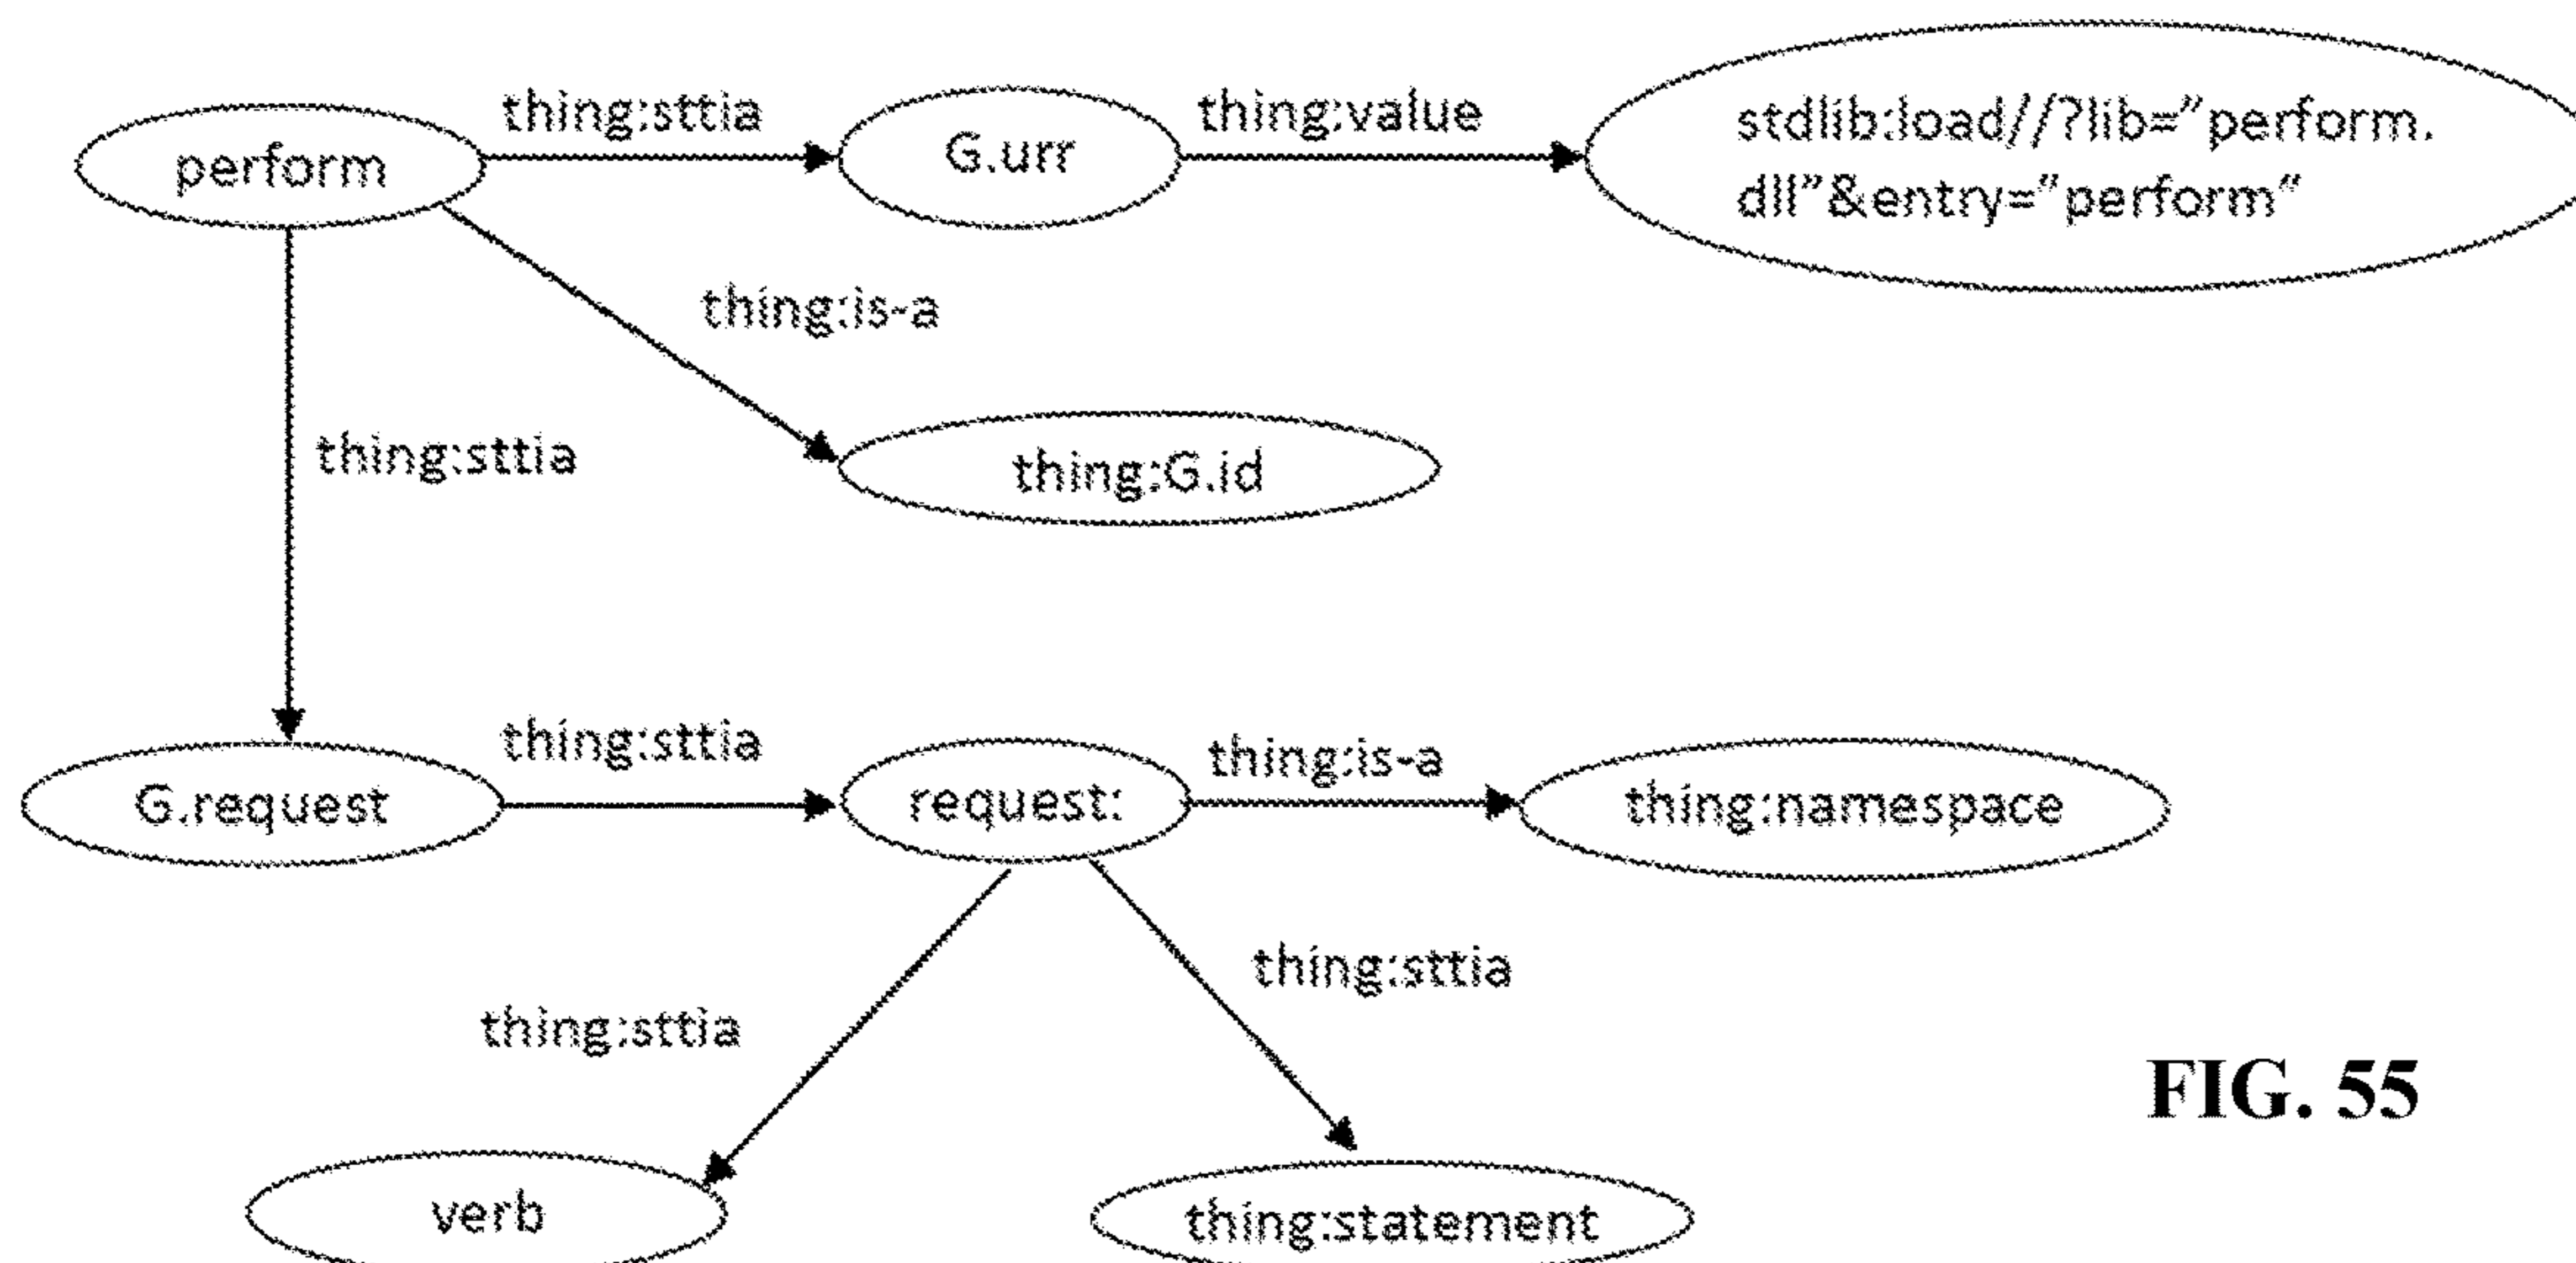 thing:sttia
thing:value
perform
G.urr
stdlib:load//?lib=”perform.
dll”&entry=”perform“
thing:is-a
thing:sttia
thing:G.id
thing:sttia
thing:is-a
G.request
request:
thing:namespace
thing:sttia
thing:sttia
verb
thing:statement
FIG. 55